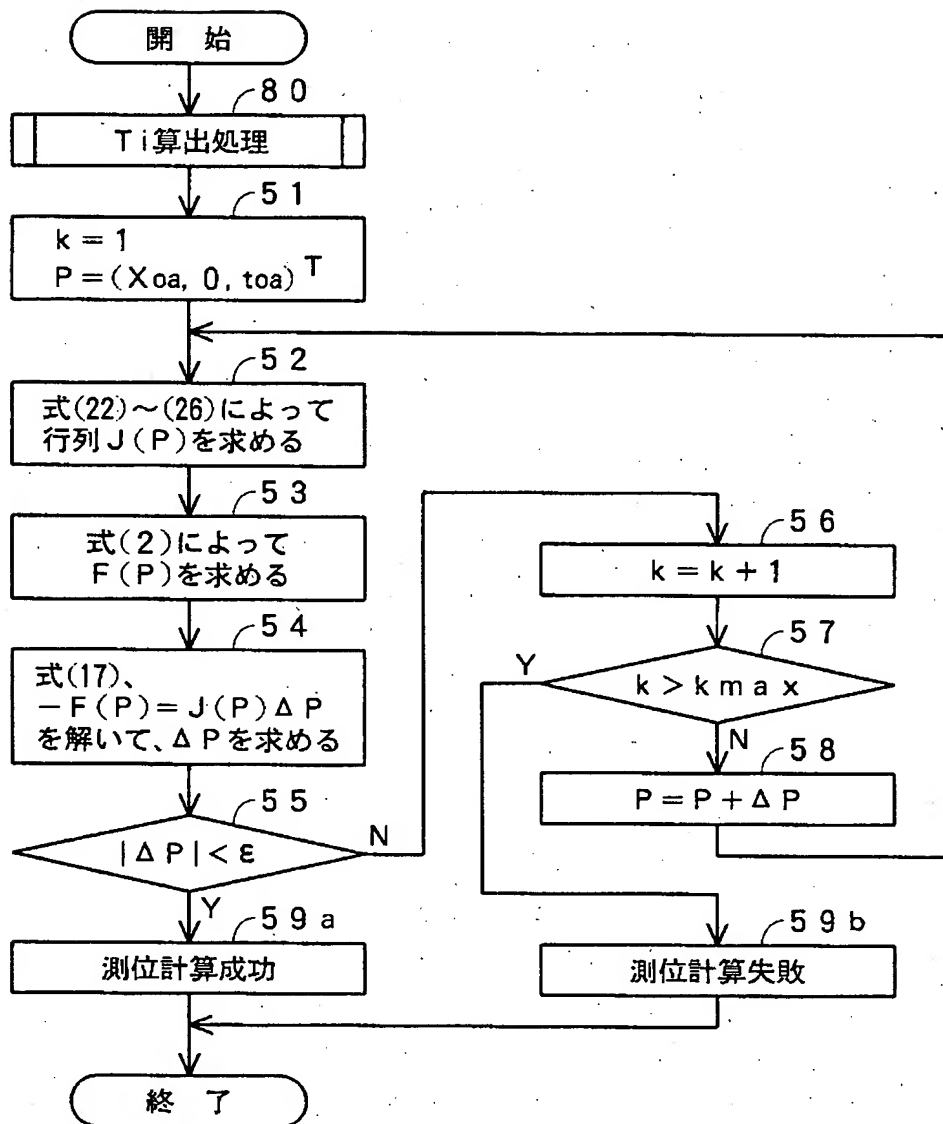 開 始
80
Ti算出処理
51
k=1
P=(Xoa, 0, toa)T
52
式(22)~(26)によって
行列J(P)を求める
53
式(2)によって
F(P)を求める
54
式(17)、
−F(P)=J(P)ΔP
を解いて、ΔPを求める
55
|ΔP|<ε
N
Y
56
k=k+1
57
k>kmax
Y
N
58
P=P+ΔP
59a
測位計算成功
59b
測位計算失敗
終 了